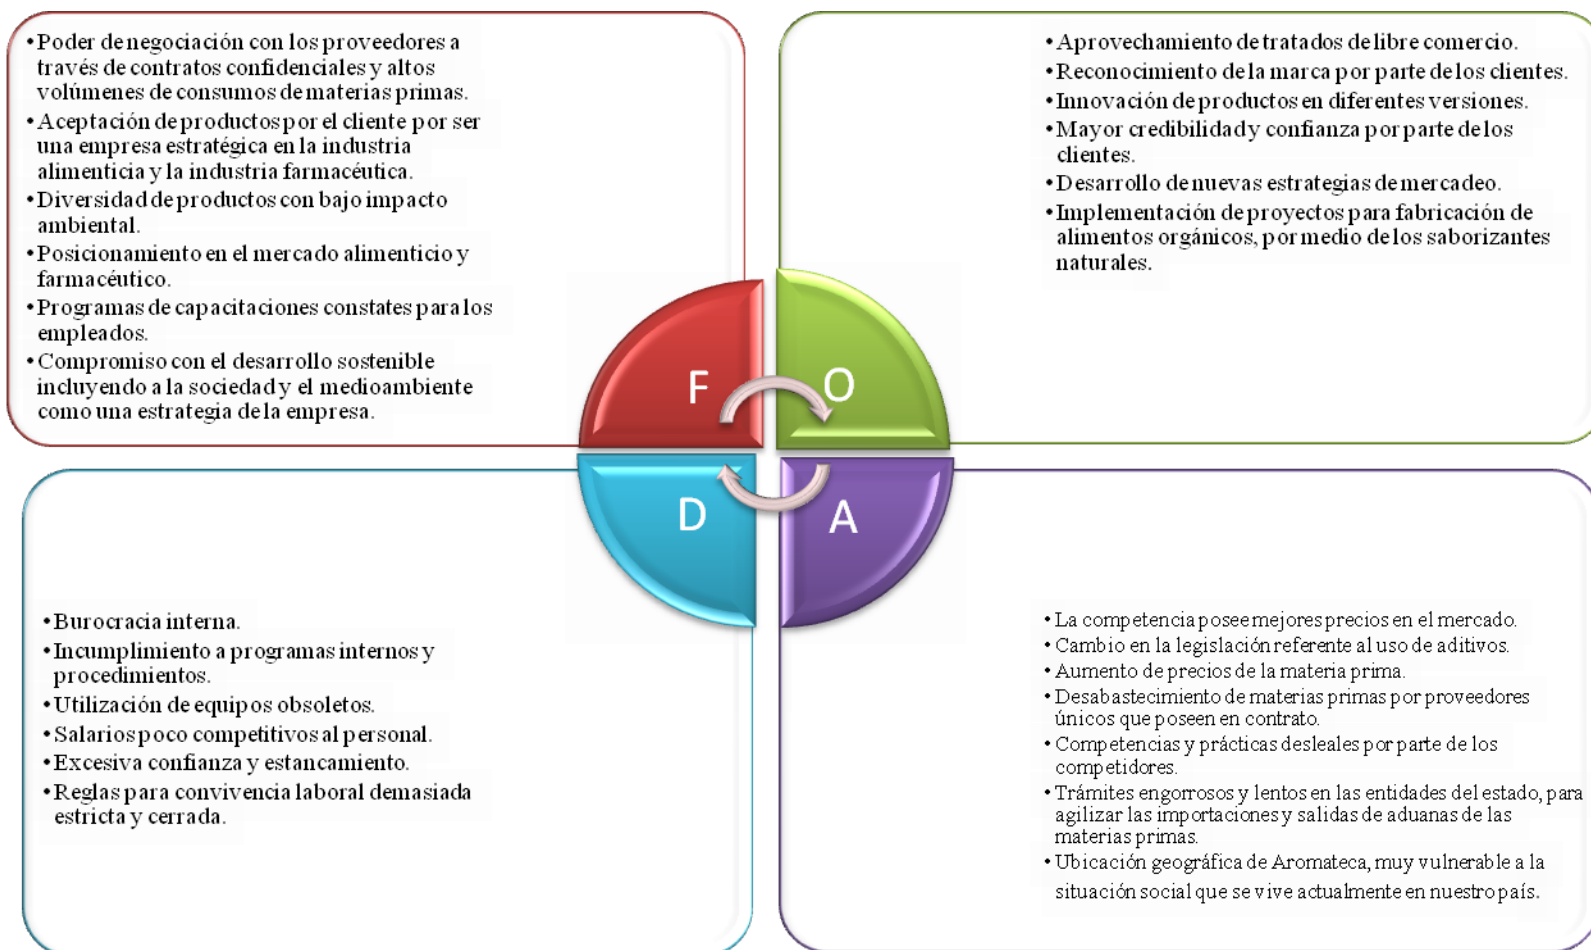 • Poder de negociación con los proveedores a
través de contratos confidenciales y altos
volúmenes de consumos de materias primas.
• Aceptación de productos por el cliente por ser
una empresa estratégica en la industria
alimenticia y la industria farmacéutica.
• Diversidad de productos con bajo impacto
ambiental.
• Posicionamiento en el mercado alimenticio y
farmacéutico.
• Programas de capacitaciones constates para los
empleados.
• Compromiso con el desarrollo sostenible
incluyendo a la sociedad y el medioambiente
como una estrategia de la empresa.
• Aprovechamiento de tratados de libre comercio.
• Reconocimiento de la marca por parte de los clientes.
• Innovación de productos en diferentes versiones.
• Mayor credibilidad y confianza por parte de los
clientes.
• Desarrollo de nuevas estrategias de mercadeo.
• Implementación de proyectos para fabricación de
alimentos orgánicos, por medio de los saborizantes
naturales.
F
O
D
A
• Burocracia interna.
• Incumplimiento a programas internos y
procedimientos.
• Utilización de equipos obsoletos.
• Salarios poco competitivos al personal.
• Excesiva confianza y estancamiento.
• Reglas para convivencia laboral demasiada
estricta y cerrada.
• La competencia posee mejores precios en el mercado.
• Cambio en la legislación referente al uso de aditivos.
• Aumento de precios de la materia prima.
• Desabastecimiento de materias primas por proveedores
únicos que poseen en contrato.
• Competencias y prácticas desleales por parte de los
competidores.
• Trámites engorrosos y lentos en las entidades del estado, para
agilizar las importaciones y salidas de aduanas de las
materias primas.
• Ubicación geográfica de Aromateca, muy vulnerable a la
situación social que se vive actualmente en nuestro país.